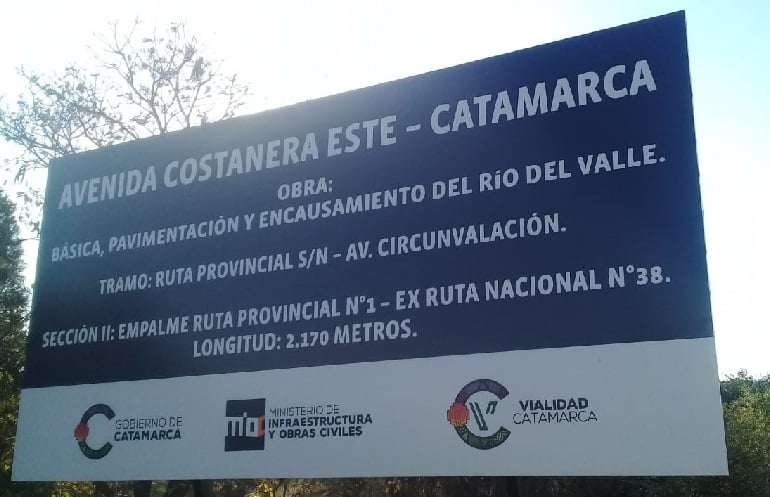 AVENIDA COSTANERA ESTE - CATAMARCA
OBRA:
BÁSICA, PAVIMENTACIÓN Y ENCAUSAMIENTO DEL RÍO DEL VALLE.
TRAMO: RUTA PROVINCIAL S/N - AV. CIRCUNVALACIÓN.
SECCIÓN II: EMPALME RUTA PROVINCIAL N°1 - EX RUTA NACIONAL N°38.
LONGITUD: 2.170 METROS.
GOBIERNO DE
CATAMARCA
mioc
MINISTERIO DE
INFRAESTRUCTURA
Y OBRAS CIVILES
VIALIDAD
CATAMARCA